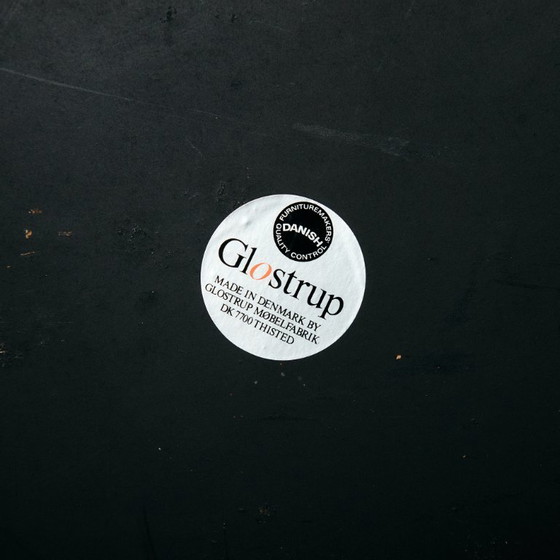 FURNITUREMAKERS
DANISH
QUALITY CONTROL
Glostrup
MADE IN DENMARK BY
GLOSTRUP MØBELFABRIK
DK 7700 THISTED